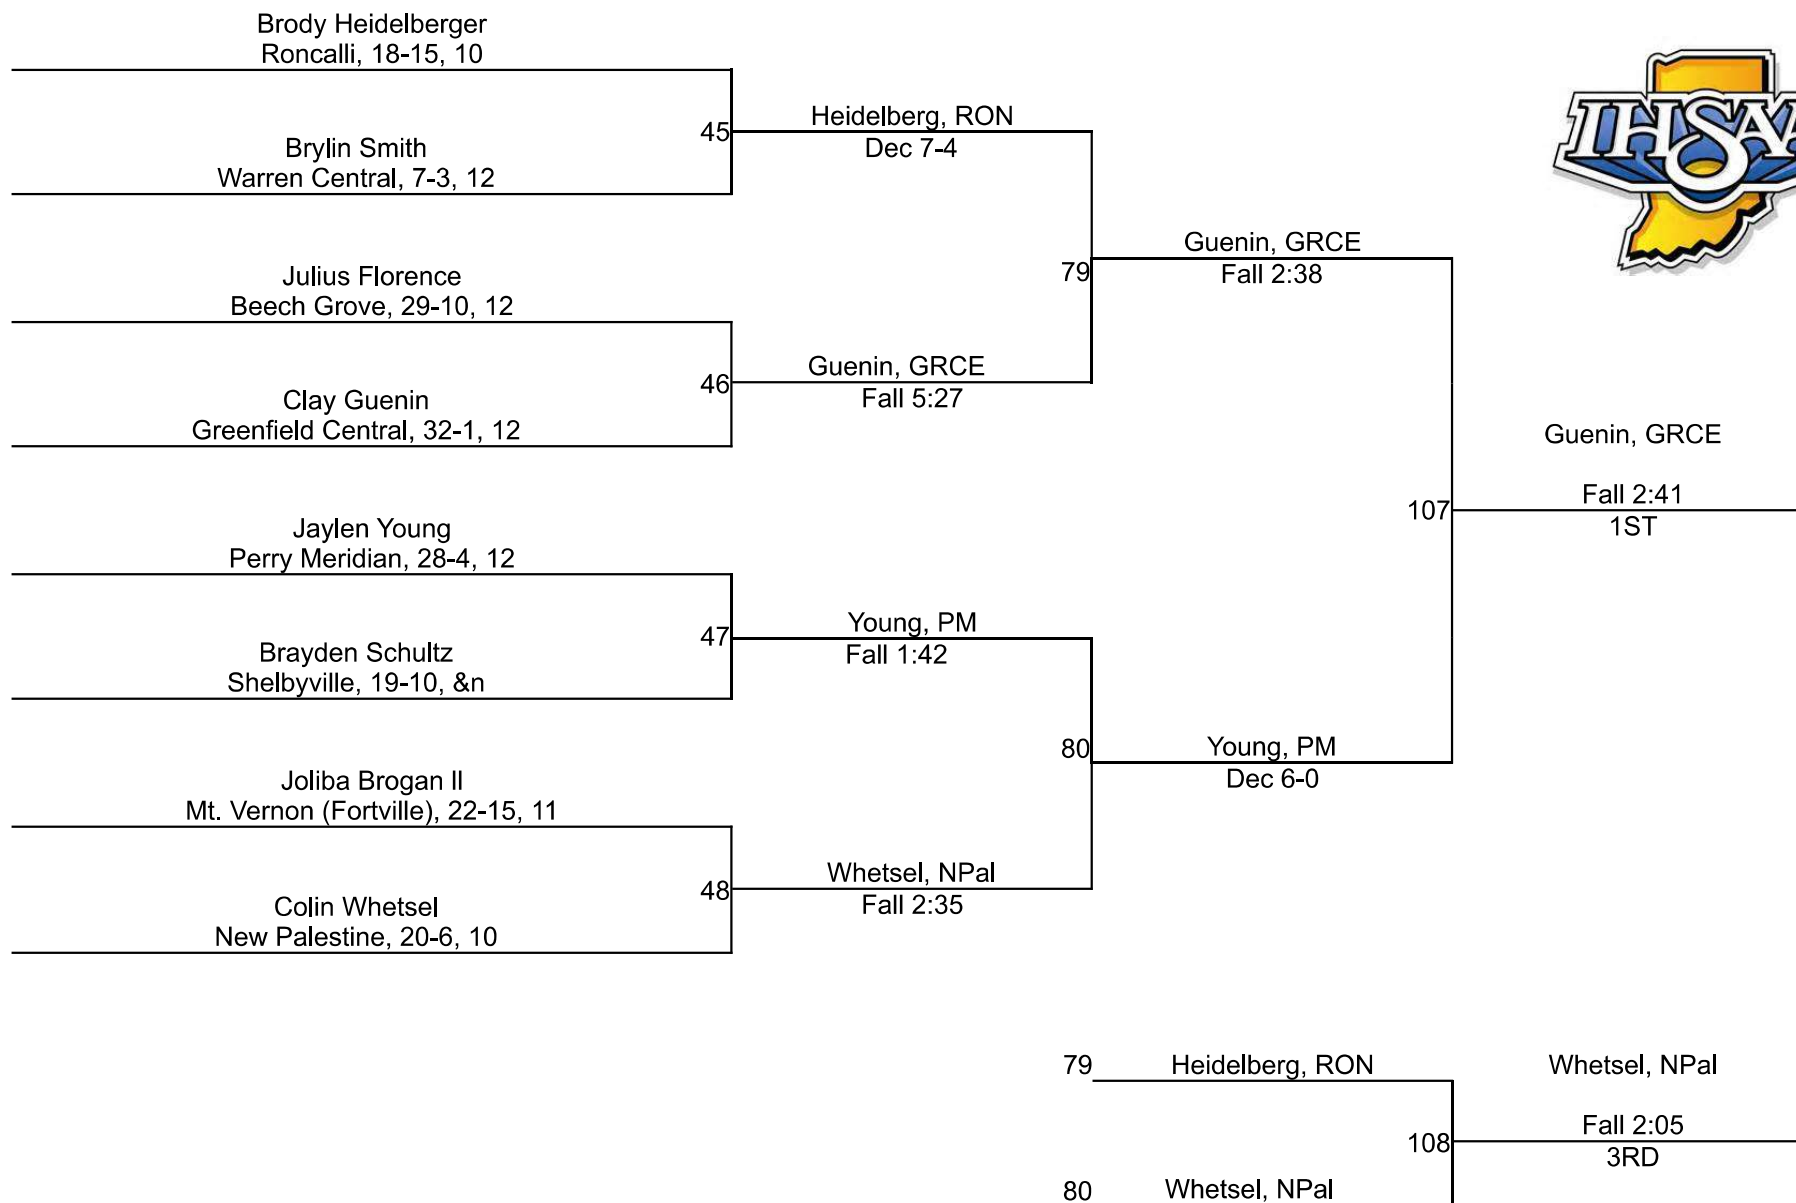 Brody Heidelberger
Roncalli, 18-15, 10
45
Heidelberg, RON
Dec 7-4
Brylin Smith
Warren Central, 7-3, 12
IHSAA
79
Guenin, GRCE
Fall 2:38
Julius Florence
Beech Grove, 29-10, 12
46
Guenin, GRCE
Fall 5:27
Clay Guenin
Greenfield Central, 32-1, 12
107
Guenin, GRCE
Fall 2:41
1ST
Jaylen Young
Perry Meridian, 28-4, 12
47
Young, PM
Fall 1:42
Brayden Schultz
Shelbyville, 19-10, &n
80
Young, PM
Dec 6-0
Joliba Brogan II
Mt. Vernon (Fortville), 22-15, 11
48
Whetsel, NPal
Fall 2:35
Colin Whetsel
New Palestine, 20-6, 10
79
Heidelberg, RON
Whetsel, NPal
108
Fall 2:05
3RD
80
Whetsel, NPal